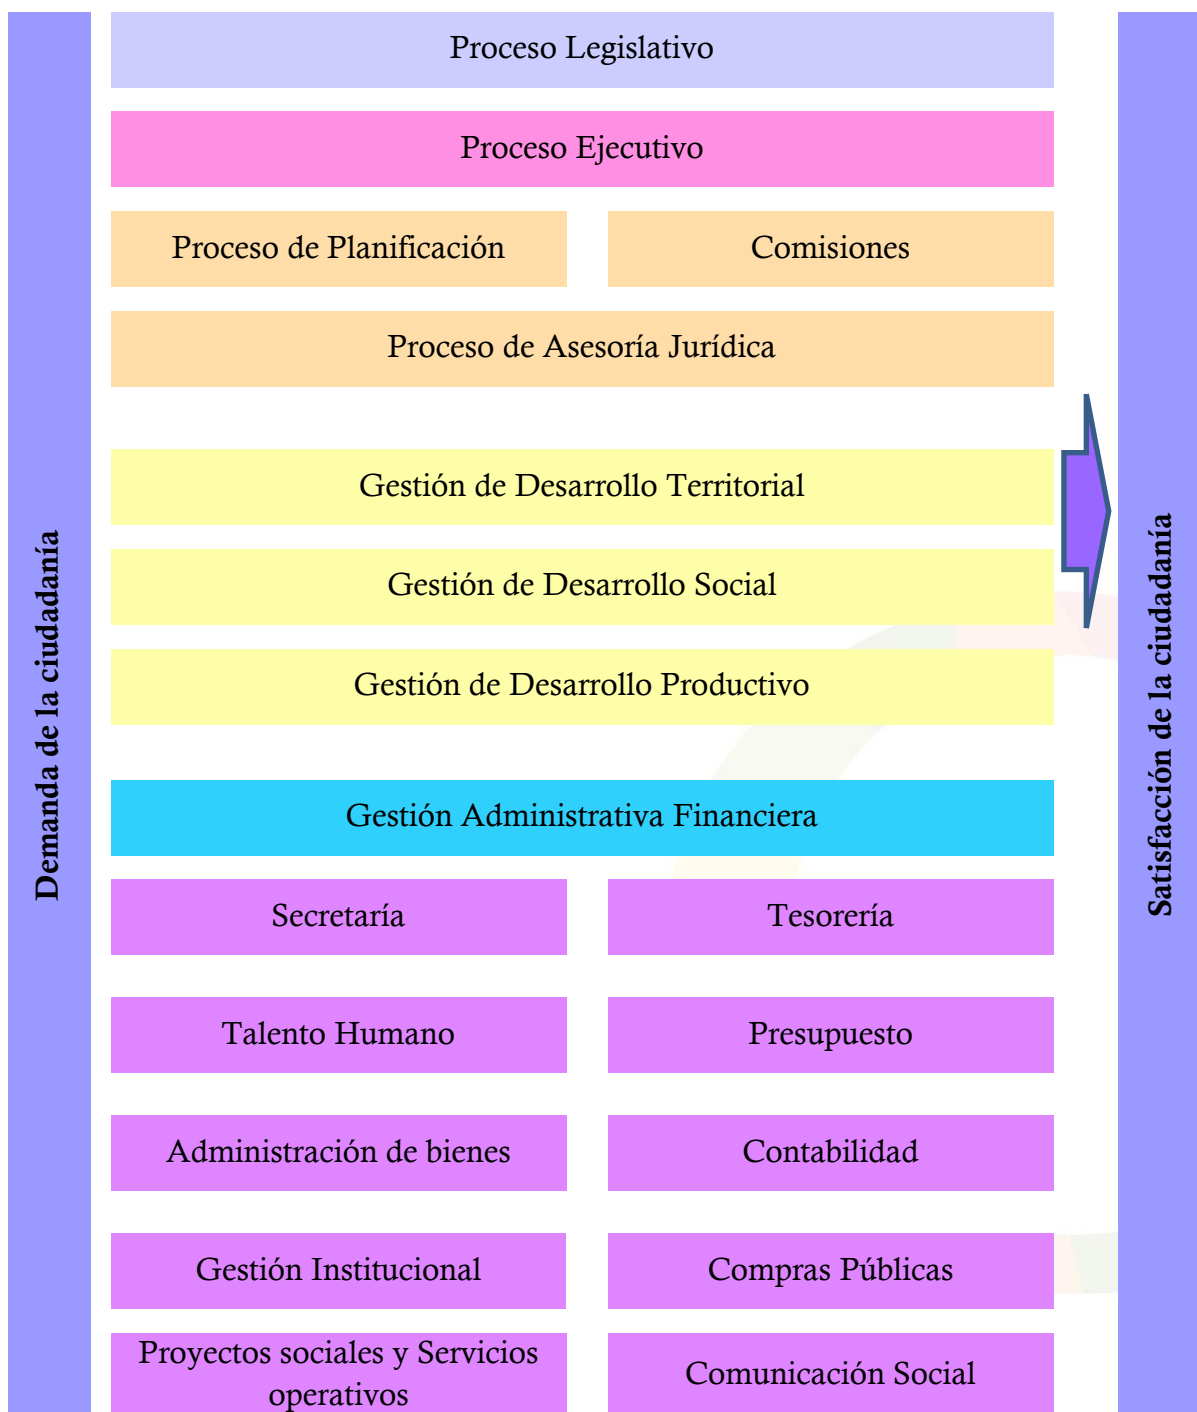 Proceso Legislativo
Proceso Ejecutivo
Proceso de Planificación
Comisiones
Proceso de Asesoría Jurídica
Gestión de Desarrollo Territorial
Gestión de Desarrollo Social
Gestión de Desarrollo Productivo
Demanda de la ciudadanía
Satisfacción de la ciudadanía
Gestión Administrativa Financiera
Secretaría
Tesorería
Talento Humano
Presupuesto
Administración de bienes
Contabilidad
Gestión Institucional
Compras Públicas
Proyectos sociales y Servicios
operativos
Comunicación Social